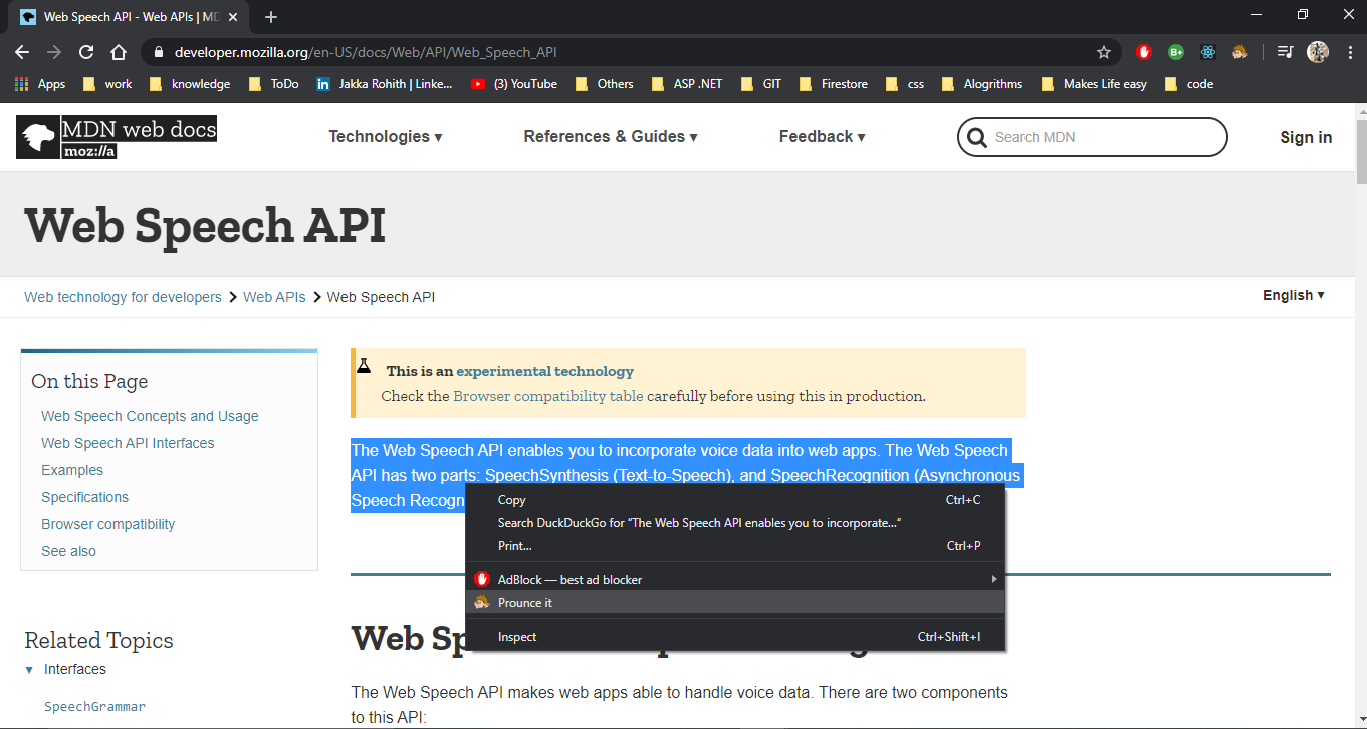 Web Speech API - Web APIs | MD
developer.mozilla.org/en-US/docs/Web/API/Web_Speech_API
B+
Apps work knowledge ToDo in Jakka Rohith | Linke... (3) YouTube Others ASP .NET GIT Firestore css Alogrithms Makes Life easy code
MDN web docs
moz://a
Technologies ▾ References & Guides ▾ Feedback ▾ Search MDN Sign in
Web Speech API
Web technology for developers Web APIs Web Speech API English ▾
On this Page
Web Speech Concepts and Usage
Web Speech API Interfaces
Examples
Specifications
Browser compatibility
See also
Related Topics
▾ Interfaces
SpeechGrammar
This is an experimental technology
Check the Browser compatibility table carefully before using this in production.
The Web Speech API enables you to incorporate voice data into web apps. The Web Speech
API has two parts: SpeechSynthesis (Text-to-Speech), and SpeechRecognition (Asynchronous
Speech Recogn
Copy Ctrl+C
Search DuckDuckGo for “The Web Speech API enables you to incorporate...”
Print... Ctrl+P
AdBlock — best ad blocker
Prounce it
Inspect Ctrl+Shift+I
Web Sp
The Web Speech API makes web apps able to handle voice data. There are two components
to this API: